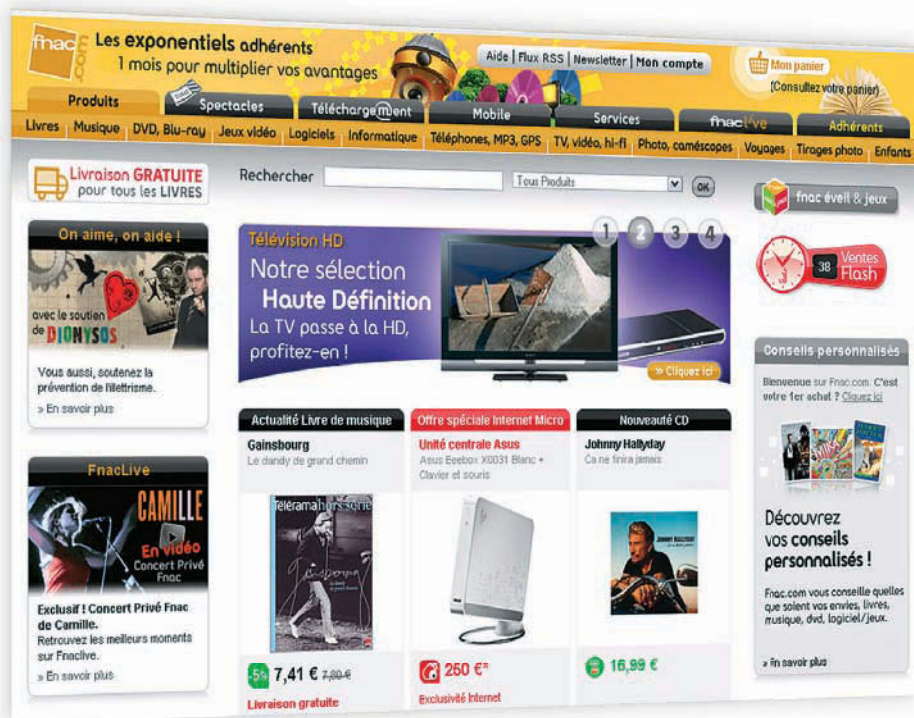 fnac.com
Les exponentiels adhérents
1 mois pour multiplier vos avantages
Aide | Flux RSS | Newsletter | Mon compte
Mon panier
(Consultez votre panier)
Produits
Spectacles
Téléchargement
Mobile
Services
fnaclive
Adhérents
Livres Musique DVD, Blu-ray Jeux vidéo Logiciels Informatique Téléphones, MP3, GPS TV, vidéo, hi-fi Photo, caméscopes Voyages Tirages photo Enfants
Livraison GRATUITE
pour tous les LIVRES
Rechercher
Tous Produits
OK
fnac éveil & jeux
On aime, on aide !
avec le soutien
de DIONYSOS
Vous aussi, soutenez la
prévention de l'illettrisme.
» En savoir plus
Télévision HD
1 2 3 4
Notre sélection
Haute Définition
La TV passe à la HD,
profitez-en !
» Cliquez ici
38
Ventes
Flash
Conseils personnalisés
Bienvenue sur Fnac.com. C'est
votre 1er achat ? Cliquez ici
Découvrez
vos conseils
personnalisés !
Fnac.com vous conseille quelles
que soient vos envies, livres,
musique, dvd, logiciel/jeux.
» En savoir plus
FnacLive
CAMILLE
En vidéo
Concert Privé
Fnac
Exclusif ! Concert Privé Fnac
de Camille.
Retrouvez les meilleurs moments
sur Fnaclive.
» En savoir plus
Actualité Livre de musique
Gainsbourg
Le dandy de grand chemin
Télérama hors série
Gainsbourg
-5% 7,41 € 7,80 €
Livraison gratuite
Offre spéciale Internet Micro
Unité centrale Asus
Asus Eeebox X0031 Blanc +
Clavier et souris
250 €*
Exclusivité Internet
Nouveauté CD
Johnny Hallyday
Ca ne finira jamais
JOHNNY HALLYDAY
16,99 €